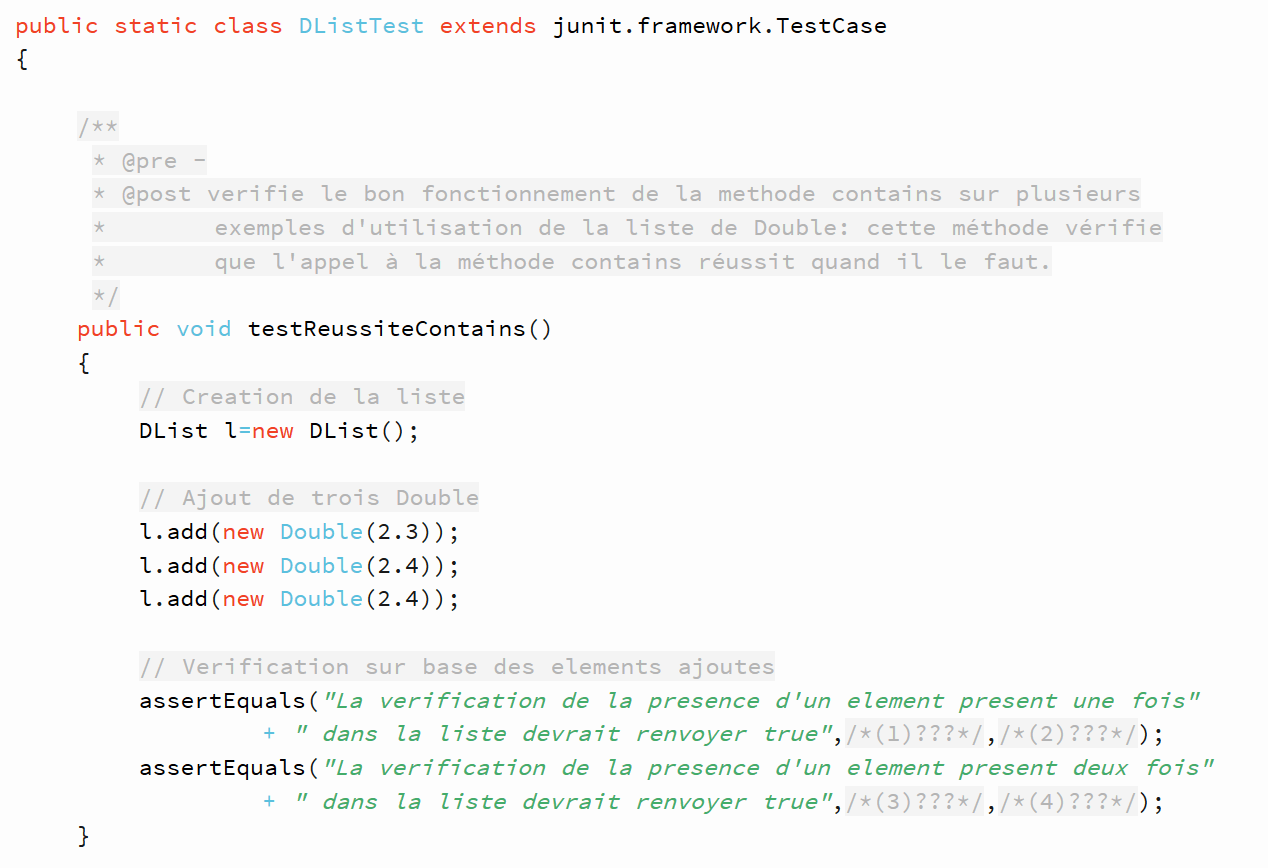 public static class DListTest extends junit.framework.TestCase
{
/**
* @pre -
* @post verifie le bon fonctionnement de la methode contains sur plusieurs
* exemples d'utilisation de la liste de Double: cette méthode vérifie
* que l'appel à la méthode contains réussit quand il le faut.
*/
public void testReussiteContains()
{
// Creation de la liste
DList l=new DList();
// Ajout de trois Double
l.add(new Double(2.3));
l.add(new Double(2.4));
l.add(new Double(2.4));
// Verification sur base des elements ajoutes
assertEquals("La verification de la presence d'un element present une fois"
+ " dans la liste devrait renvoyer true",/*(1)???*/,/*(2)???*/);
assertEquals("La verification de la presence d'un element present deux fois"
+ " dans la liste devrait renvoyer true",/*(3)???*/,/*(4)???*/);
}